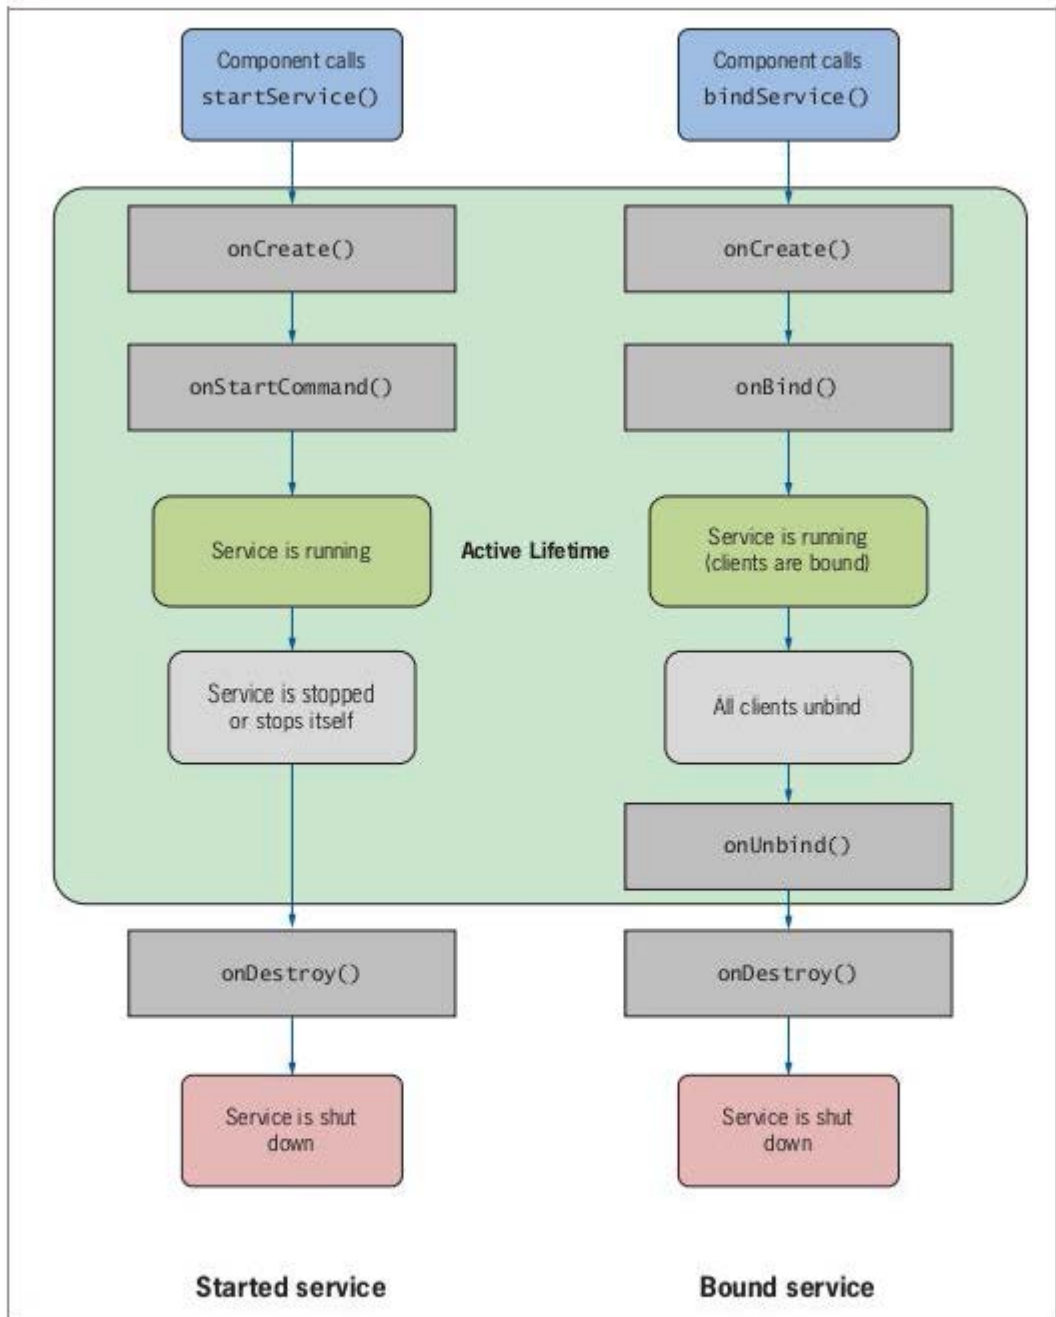 Component calls
startService()
onCreate()
onStartCommand()
Service is running
Service is stopped
or stops itself
onDestroy()
Service is shut
down
Started service
Active Lifetime
Component calls
bindService()
onCreate()
onBind()
Service is running
(clients are bound)
All clients unbind
onUnbind()
onDestroy()
Service is shut
down
Bound service